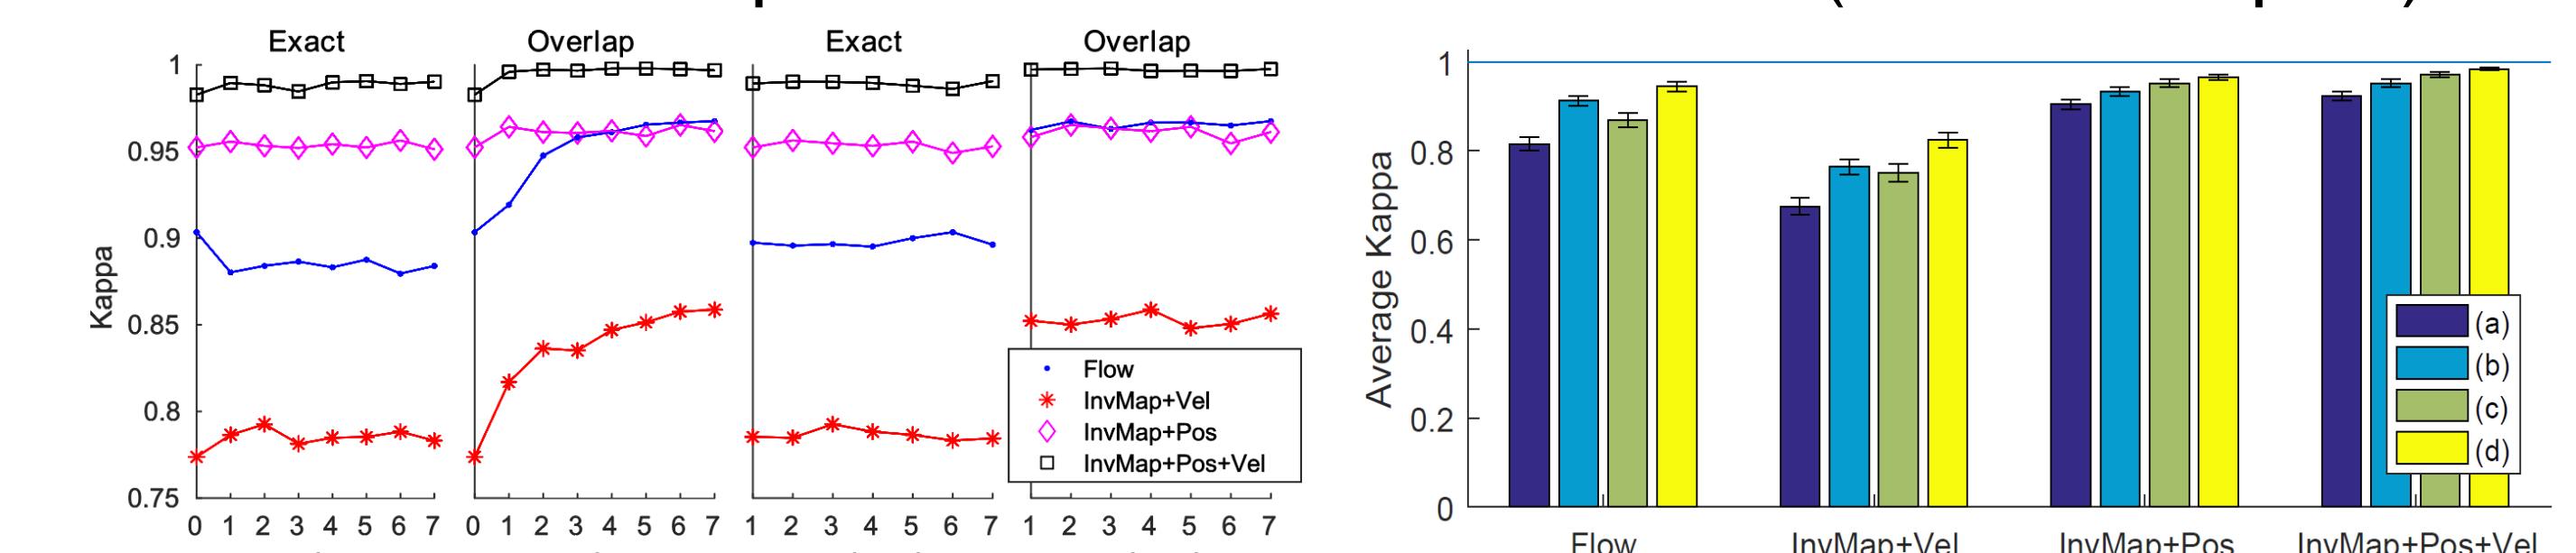 Exact
Overlap
Exact
Overlap
1
0.95
0.9
0.85
0.8
0.75
Kappa
0 1 2 3 4 5 6 7
0 1 2 3 4 5 6 7
1 2 3 4 5 6 7
1 2 3 4 5 6 7
Flow
InvMap+Vel
InvMap+Pos
InvMap+Pos+Vel
1
0.8
0.6
0.4
0.2
0
Average Kappa
(a)
(b)
(c)
(d)
Flow
InvMap+Vel
InvMap+Pos
InvMap+Pos+Vel